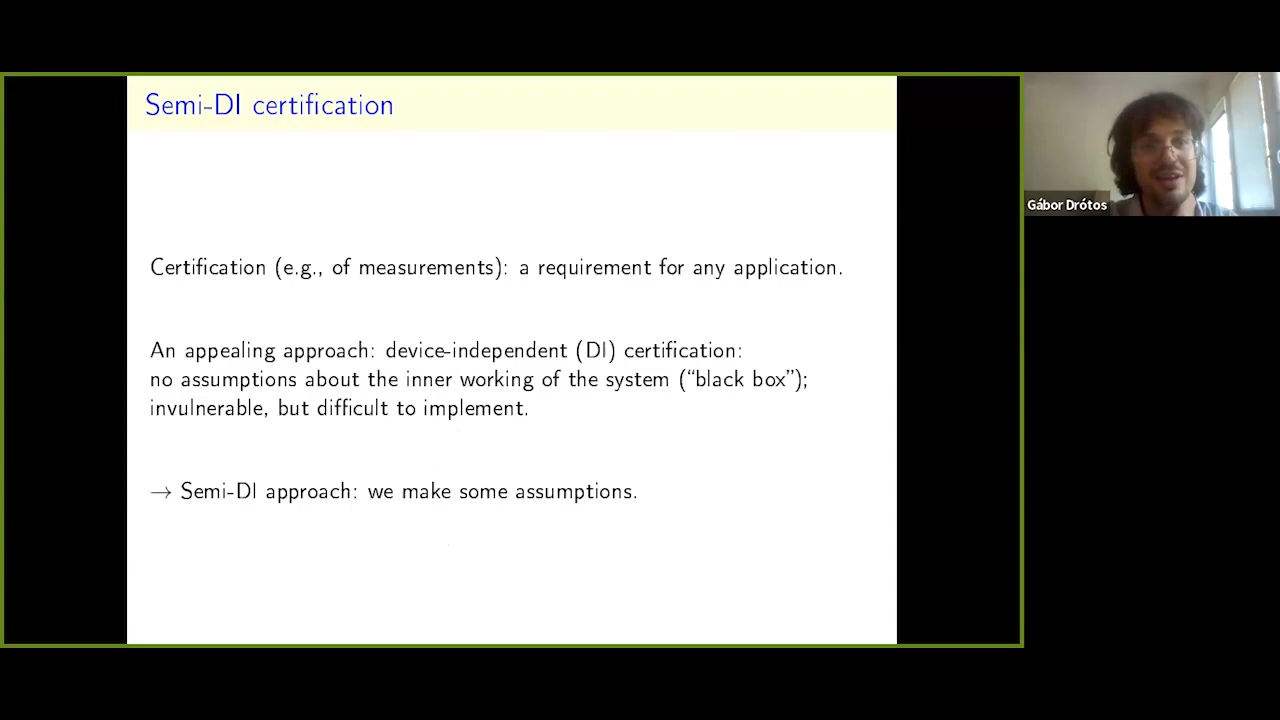 Semi-DI certification
Certification (e.g., of measurements): a requirement for any application.
An appealing approach: device-independent (DI) certification:
no assumptions about the inner working of the system (“black box”);
invulnerable, but difficult to implement.
→ Semi-DI approach: we make some assumptions.
Gábor Drótos